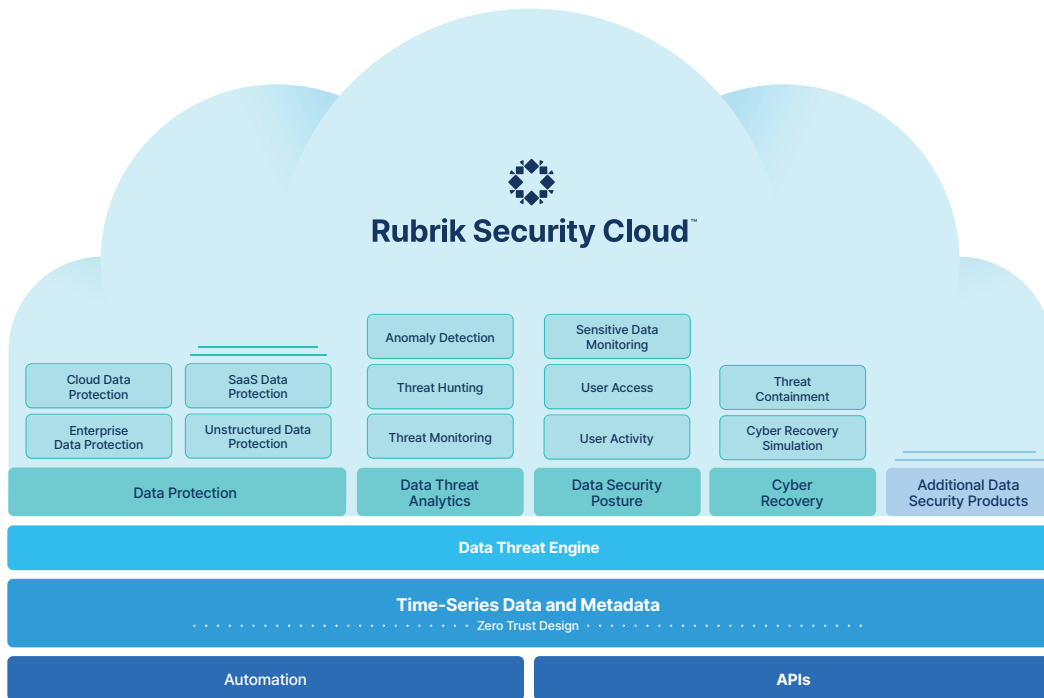 Rubrik Security Cloud™
Anomaly Detection
Sensitive Data
Monitoring
Cloud Data
Protection
SaaS Data
Protection
Threat Hunting
User Access
Threat
Containment
Enterprise
Data Protection
Unstructured Data
Protection
Threat Monitoring
User Activity
Cyber Recovery
Simulation
Data Protection
Data Threat
Analytics
Data Security
Posture
Cyber
Recovery
Additional Data
Security Products
Data Threat Engine
Time-Series Data and Metadata
Zero Trust Design
Automation
APIs